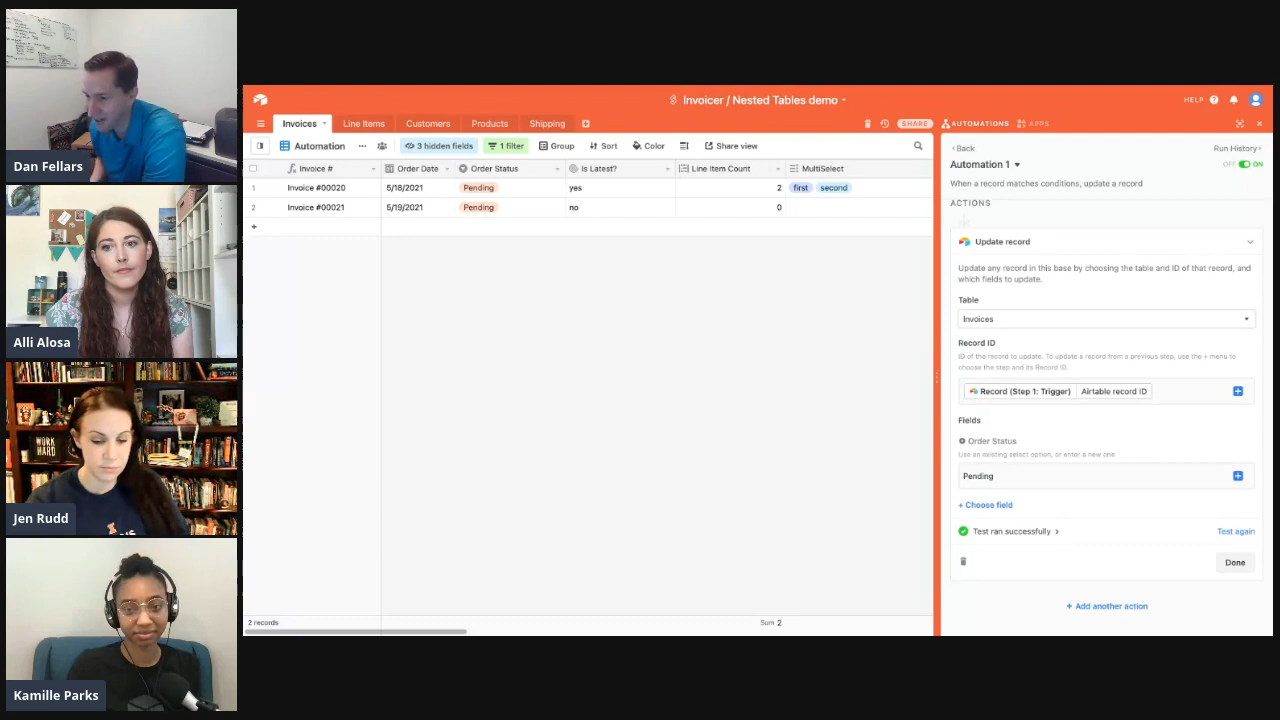 Dan Fellars
Alli Alosa
WORK
HARD
Jen Rudd
Kamille Parks
Invoicer / Nested Tables demo
HELP
Invoices
Line Items
Customers
Products
Shipping
SHARE
AUTOMATIONS
APPS
Automation
3 hidden fields
1 filter
Group
Sort
Color
Share view
Invoice #
Order Date
Order Status
Is Latest?
Line Item Count
MultiSelect
1 Invoice #00020 5/18/2021 Pending yes 2 first second
2 Invoice #00021 5/19/2021 Pending no 0
+
2 records
Sum 2
Back
Run History
Automation 1
OFF ON
When a record matches conditions, update a record
ACTIONS
Update record
Update any record in this base by choosing the table and ID of that record, and
which fields to update.
Table
Invoices
Record ID
ID of the record to update. To update a record from a previous step, use the + menu to
choose the step and its Record ID.
Record (Step 1: Trigger) Airtable record ID
Fields
Order Status
Use an existing select option, or enter a new one
Pending
+ Choose field
Test ran successfully
Test again
Done
+ Add another action